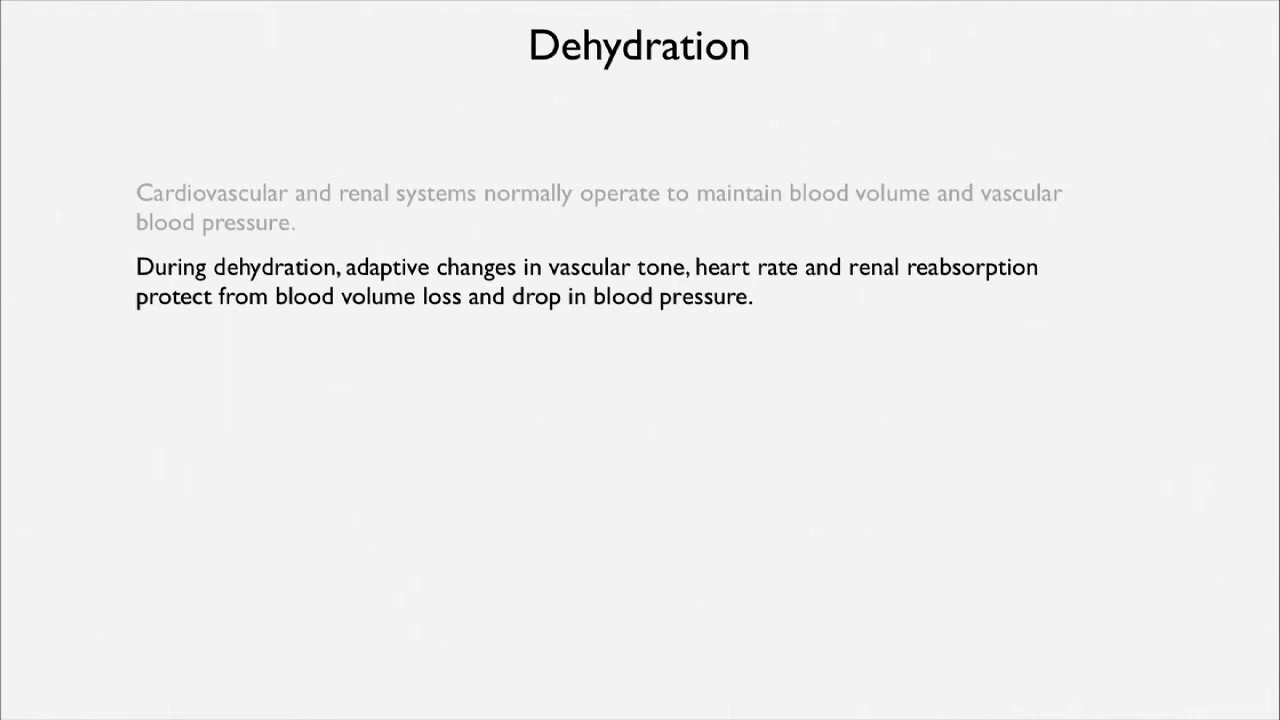 Dehydration
Cardiovascular and renal systems normally operate to maintain blood volume and vascular
blood pressure.
During dehydration, adaptive changes in vascular tone, heart rate and renal reabsorption
protect from blood volume loss and drop in blood pressure.